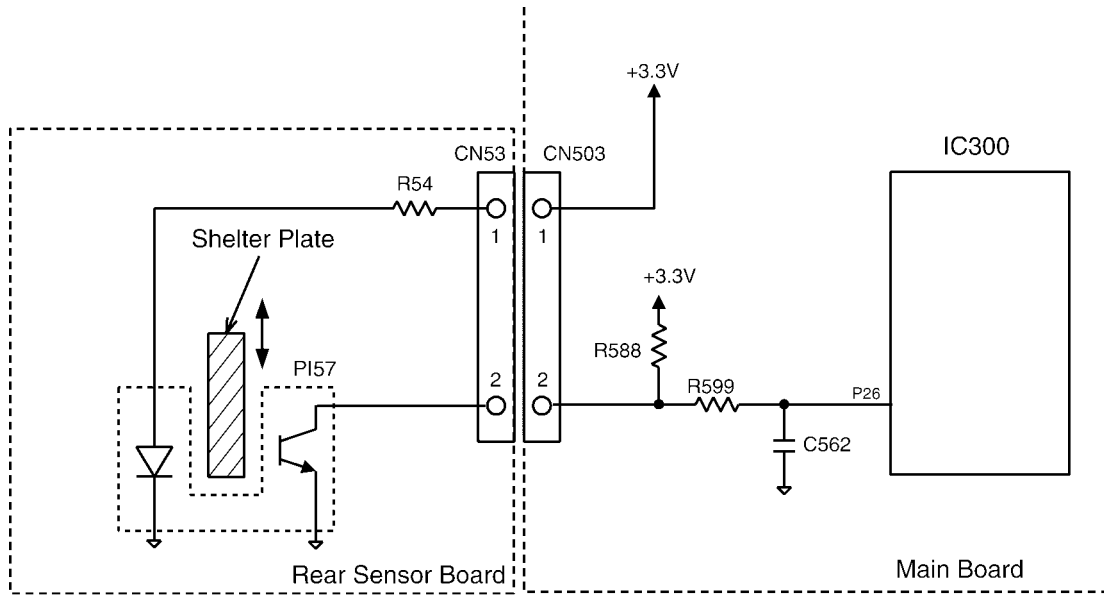 +3.3V
IC300
CN53
CN503
R54
1
1
Shelter Plate
+3.3V
R588
PI57
2
2
R599
P26
C562
Rear Sensor Board
Main Board